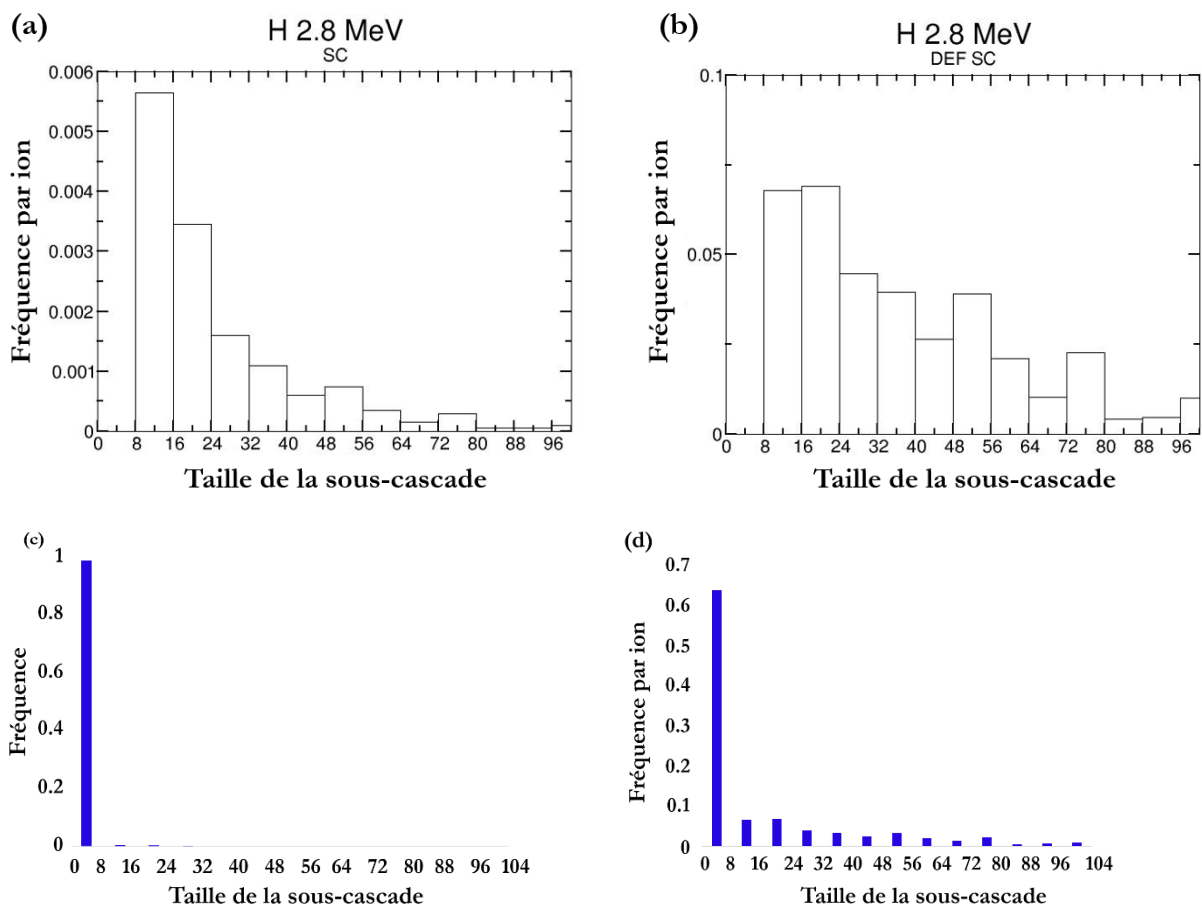 (a)
H 2.8 MeV
SC
0.006
0.005
0.004
0.003
0.002
0.001
0
Fréquence par ion
0 8 16 24 32 40 48 56 64 72 80 88 96
Taille de la sous-cascade
(b)
H 2.8 MeV
DEF SC
0.1
0.05
0
Fréquence par ion
0 8 16 24 32 40 48 56 64 72 80 88 96
Taille de la sous-cascade
(c)
1
0.8
0.6
0.4
0.2
0
Fréquence
0 8 16 24 32 40 48 56 64 72 80 88 104
Taille de la sous-cascade
(d)
0.7
0.6
0.5
0.4
0.3
0.2
0.1
0
Fréquence par ion
0 8 16 24 32 40 48 56 64 72 80 88 104
Taille de la sous-cascade